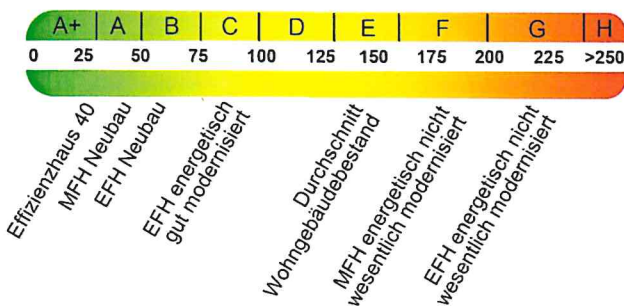 A+ A B C D E F G H
0 25 50 75 100 125 150 175 200 225 >250
Effizienzhaus 40
MFH Neubau
EFH Neubau
EFH energetisch
gut modernisiert
Durchschnitt
Wohngebäudebestand
MFH energetisch nicht
wesentlich modernisiert
EFH energetisch nicht
wesentlich modernisiert